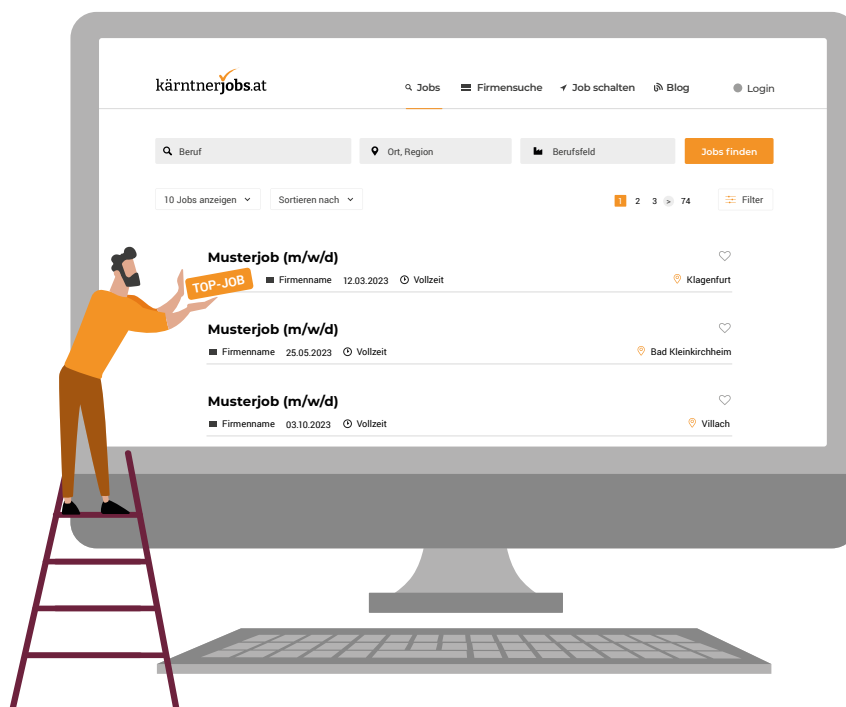 kärntnerjobs.at
Jobs Firmensuche Job schalten Blog Login
Beruf Ort, Region Berufsfeld Jobs finden
10 Jobs anzeigen Sortieren nach 1 2 3 > 74 Filter
Musterjob (m/w/d)
TOP-JOB Firmenname 12.03.2023 Vollzeit Klagenfurt
Musterjob (m/w/d)
Firmenname 25.05.2023 Vollzeit Bad Kleinkirchheim
Musterjob (m/w/d)
Firmenname 03.10.2023 Vollzeit Villach